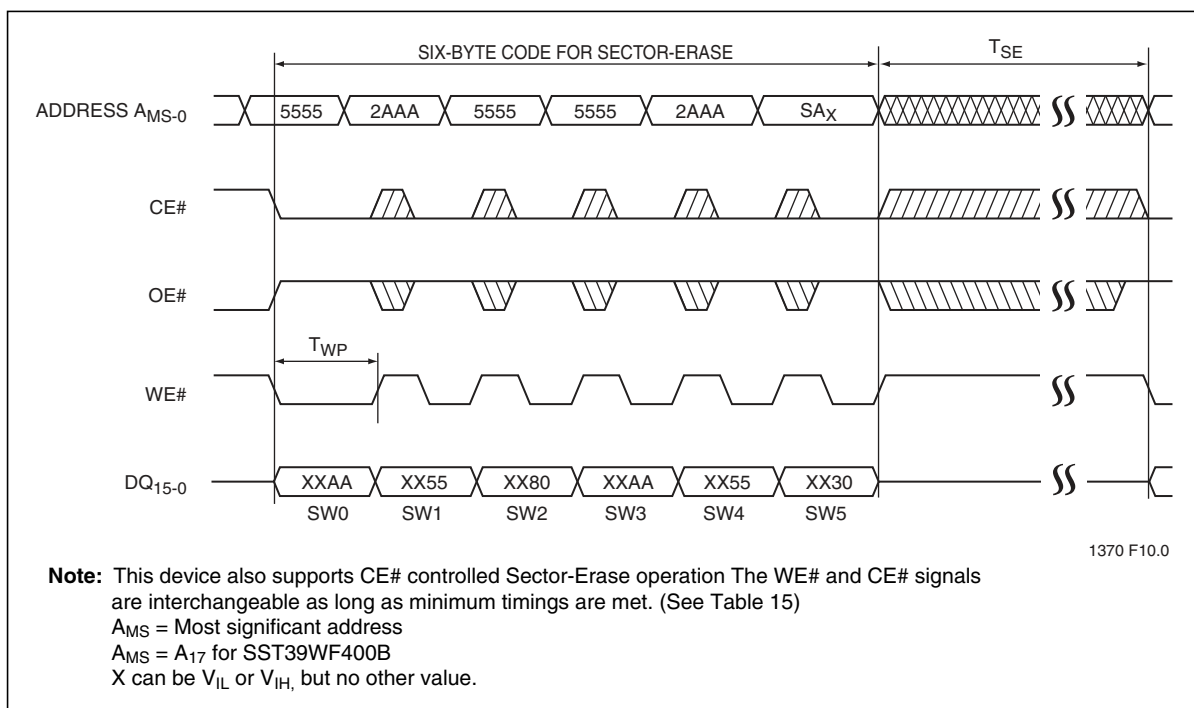 SIX-BYTE CODE FOR SECTOR-ERASE TSE
ADDRESS AMS-0 5555 2AAA 5555 5555 2AAA SAX
CE#
OE#
TWP
WE#
DQ15-0 XXAA XX55 XX80 XXAA XX55 XX30
SW0 SW1 SW2 SW3 SW4 SW5
1370 F10.0
Note: This device also supports CE# controlled Sector-Erase operation The WE# and CE# signals
are interchangeable as long as minimum timings are met. (See Table 15)
AMS = Most significant address
AMS = A17 for SST39WF400B
X can be VIL or VIH, but no other value.